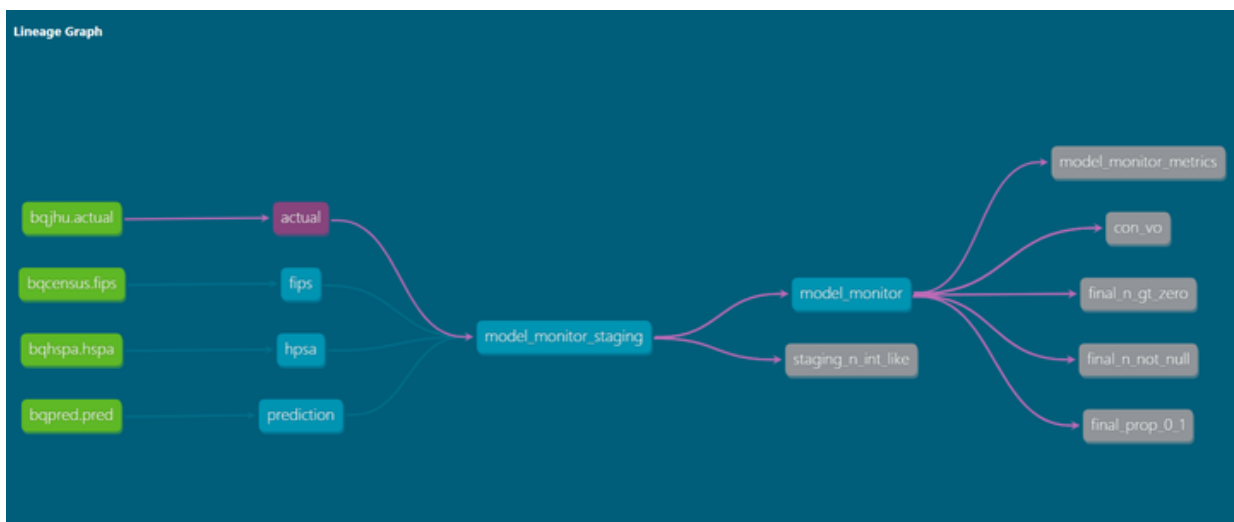 Lineage Graph
bqjhu.actual
actual
bqcensus.fips
fips
bqhspa.hspa
hpsa
bqpred.pred
prediction
model_monitor_staging
model_monitor
staging_n_int_like
model_monitor_metrics
con_vo
final_n_gt_zero
final_n_not_null
final_prop_0_1